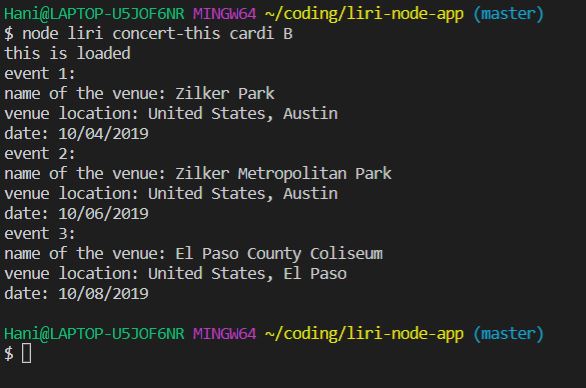 Hani@LAPTOP-U5JOF6NR MINGW64 ~/coding/liri-node-app (master)
$ node liri concert-this cardi B
this is loaded
event 1:
name of the venue: Zilker Park
venue location: United States, Austin
date: 10/04/2019
event 2:
name of the venue: Zilker Metropolitan Park
venue location: United States, Austin
date: 10/06/2019
event 3:
name of the venue: El Paso County Coliseum
venue location: United States, El Paso
date: 10/08/2019

Hani@LAPTOP-U5JOF6NR MINGW64 ~/coding/liri-node-app (master)
$